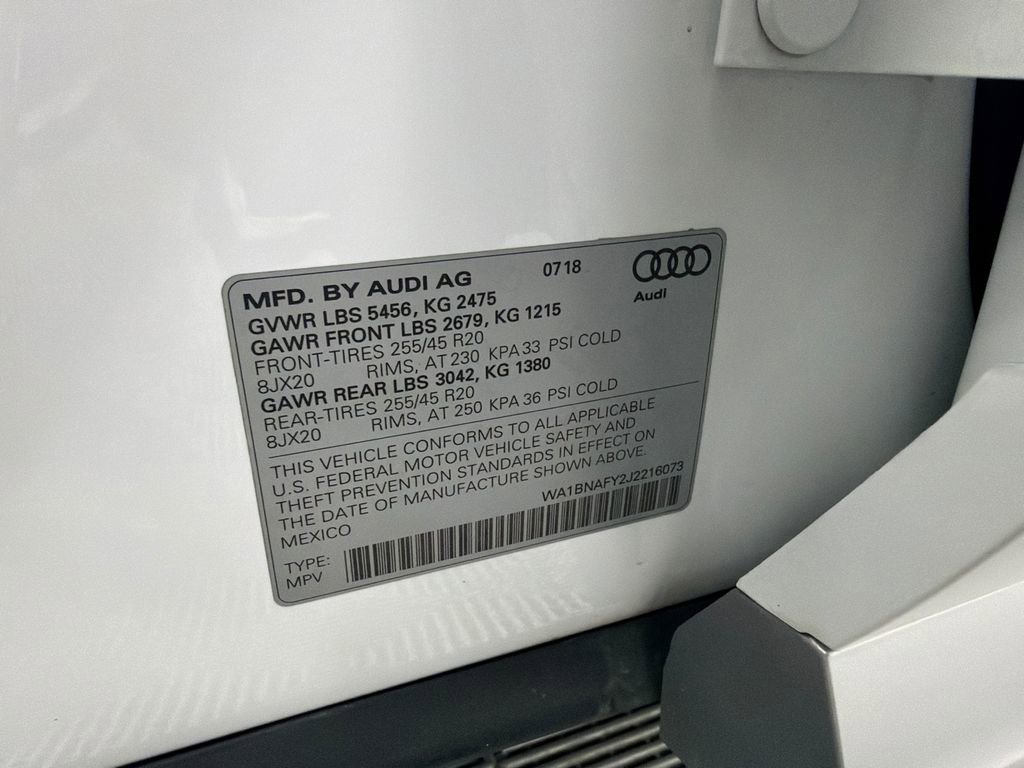 MFD. BY AUDI AG 0718
Audi
GVWR LBS 5456, KG 2475
GAWR FRONT LBS 2679, KG 1215
FRONT-TIRES 255/45 R20
8JX20 RIMS, AT 230 KPA 33 PSI COLD
GAWR REAR LBS 3042, KG 1380
REAR-TIRES 255/45 R20
8JX20 RIMS, AT 250 KPA 36 PSI COLD
THIS VEHICLE CONFORMS TO ALL APPLICABLE
U.S. FEDERAL MOTOR VEHICLE SAFETY AND
THEFT PREVENTION STANDARDS IN EFFECT ON
THE DATE OF MANUFACTURE SHOWN ABOVE.
MEXICO WA1BNAFY2J2216073
TYPE:
MPV